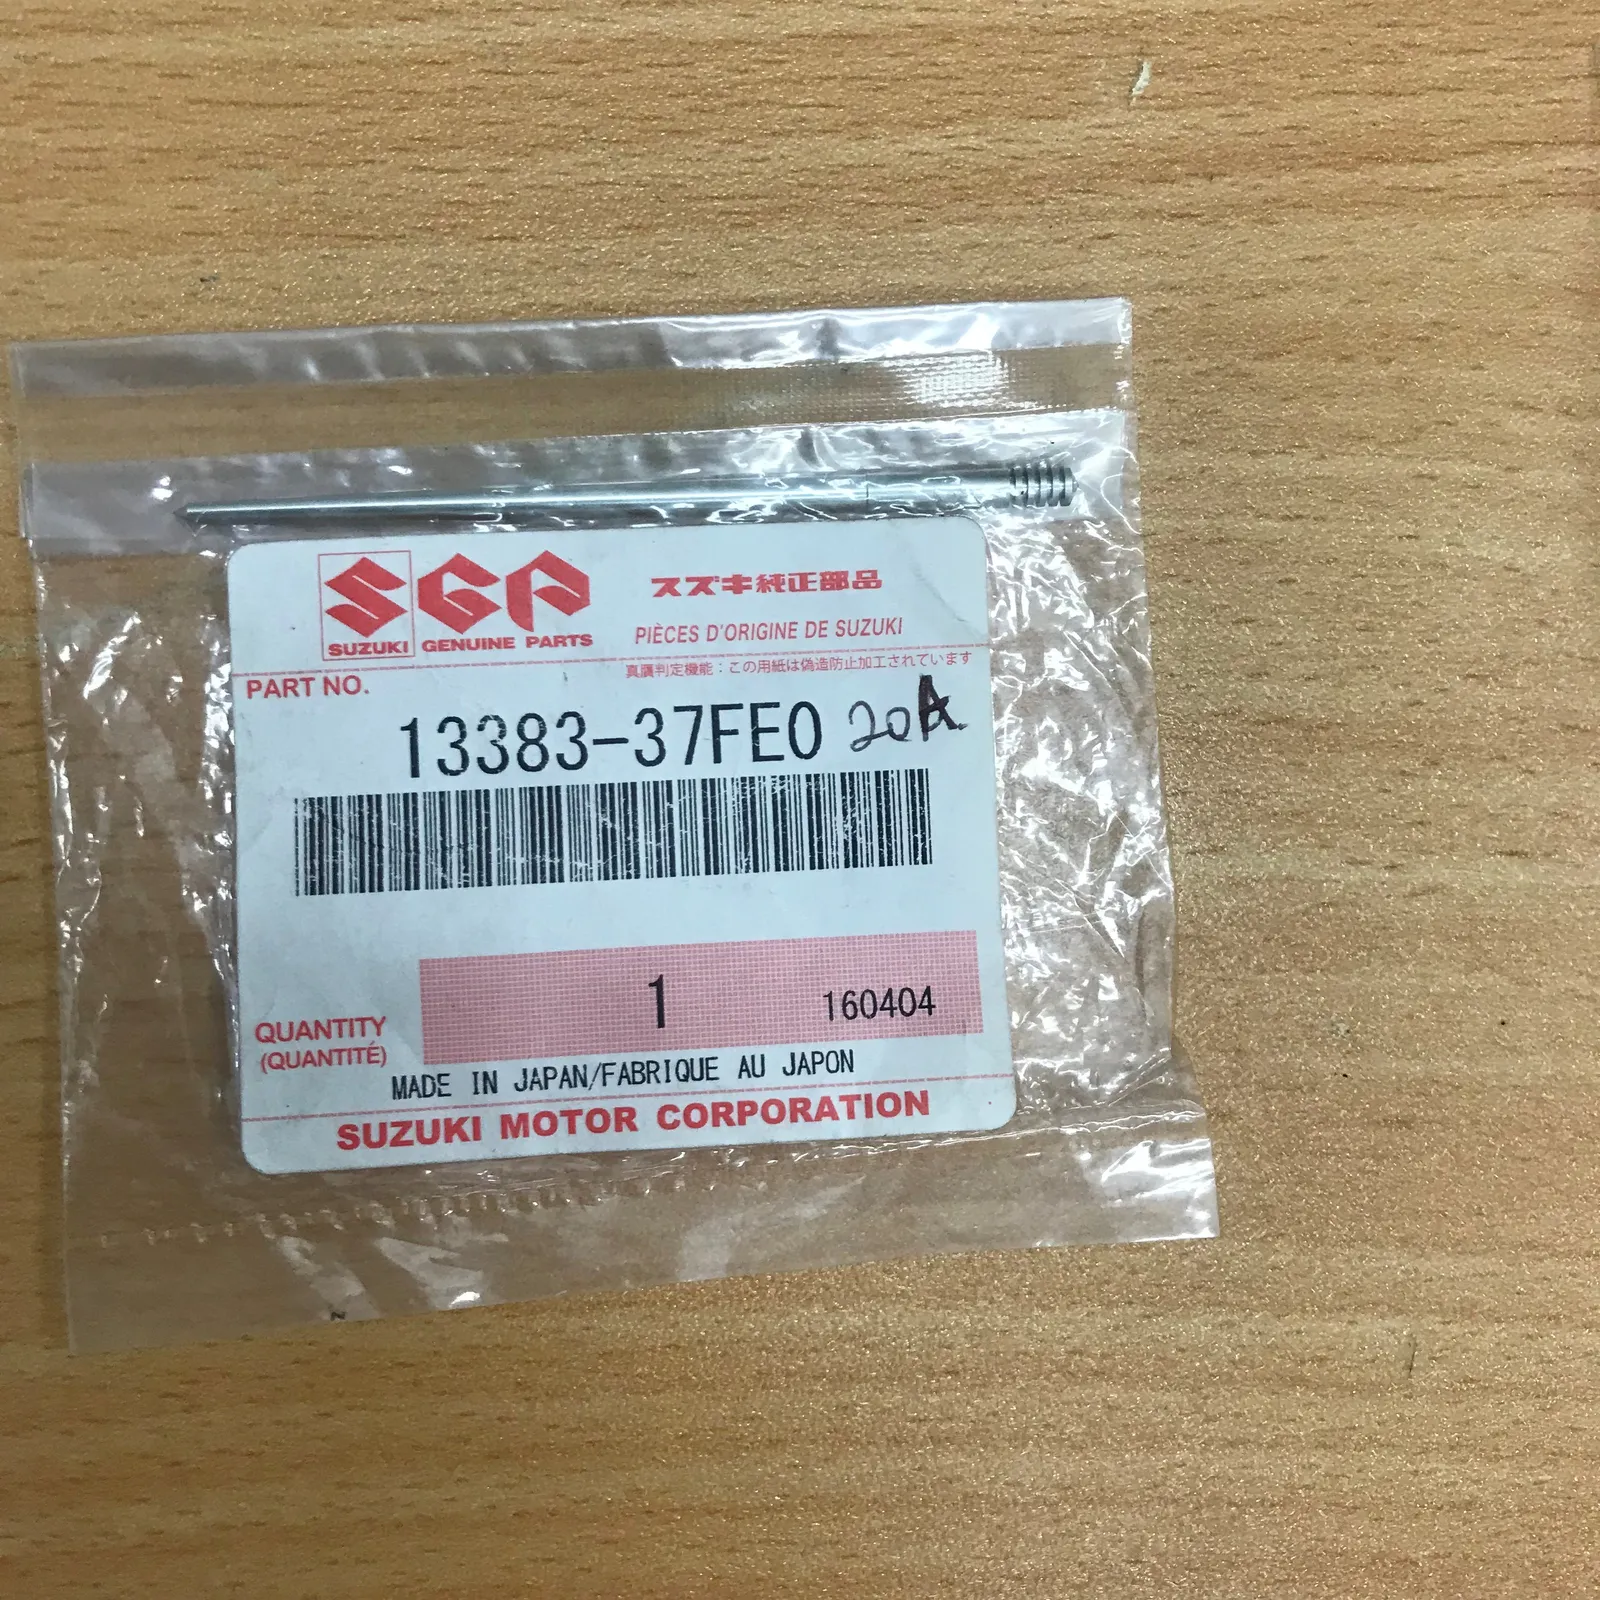 SGP
SUZUKI GENUINE PARTS
スズキ純正部品
PIÈCES D'ORIGINE DE SUZUKI
真贋判定機能：この用紙は偽造防止加工されています
PART NO.
13383-37FE0 20A
1 160404
QUANTITY
(QUANTITÉ)
MADE IN JAPAN/FABRIQUE AU JAPON
SUZUKI MOTOR CORPORATION